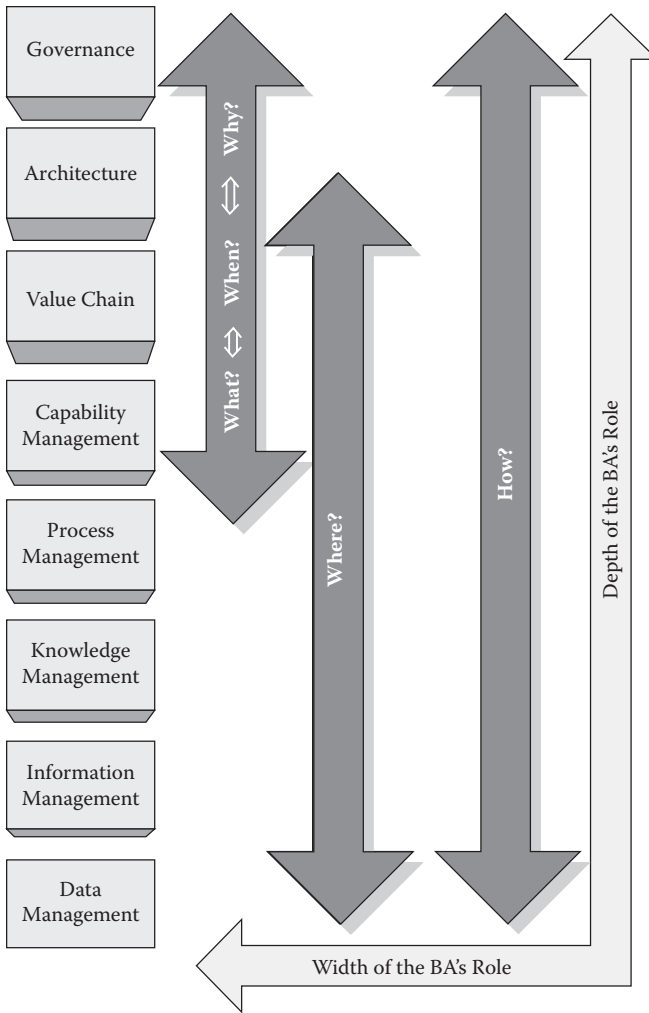 Governance
Architecture
Value Chain
Capability
Management
Process
Management
Knowledge
Management
Information
Management
Data
Management
Why?
When?
What?
Where?
How?
Depth of the BA's Role
Width of the BA's Role